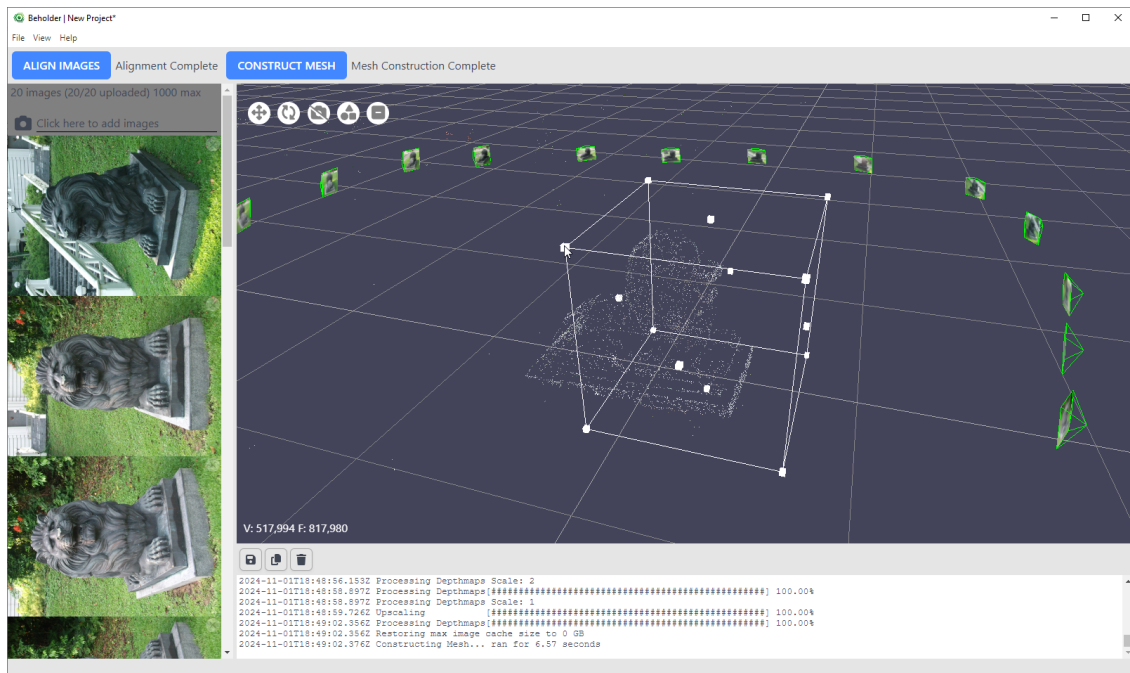 Beholder | New Project*
File View Help
ALIGN IMAGES Alignment Complete CONSTRUCT MESH Mesh Construction Complete
20 images (20/20 uploaded) 1000 max
Click here to add images
V: 517,994 F: 817,980
2024-11-01T18:48:56.153Z Processing Depthmaps Scale: 2
2024-11-01T18:48:58.897Z Processing Depthmaps[##################################################] 100.00%
2024-11-01T18:48:58.897Z Processing Depthmaps Scale: 1
2024-11-01T18:48:59.726Z Upscaling [##################################################] 100.00%
2024-11-01T18:49:02.356Z Processing Depthmaps[##################################################] 100.00%
2024-11-01T18:49:02.356Z Restoring max image cache size to 0 GB
2024-11-01T18:49:02.376Z Constructing Mesh... ran for 6.57 seconds